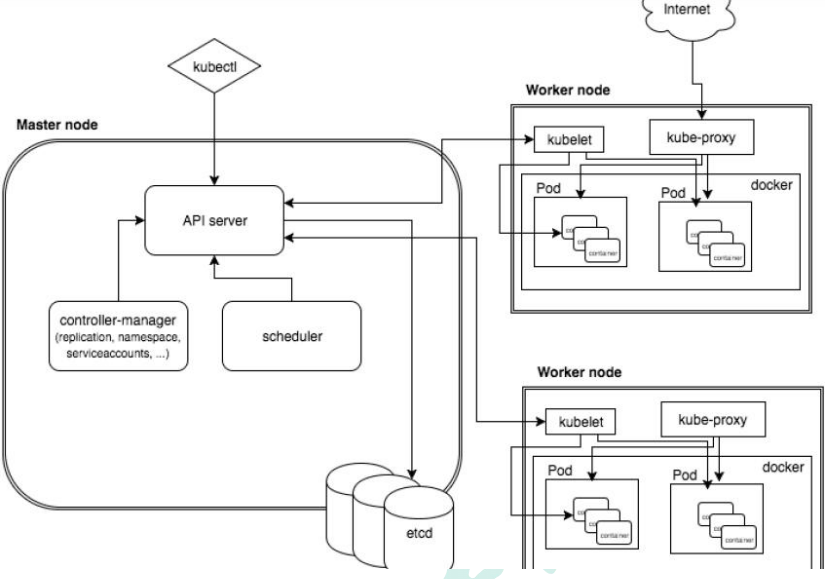 Internet
kubectl
Worker node
Master node
kubelet
kube-proxy
Pod
Pod
docker
API server
container
container
controller-manager
(replication, namespace,
serviceaccounts, ...)
scheduler
Worker node
kubelet
kube-proxy
Pod
Pod
docker
etcd
container
container